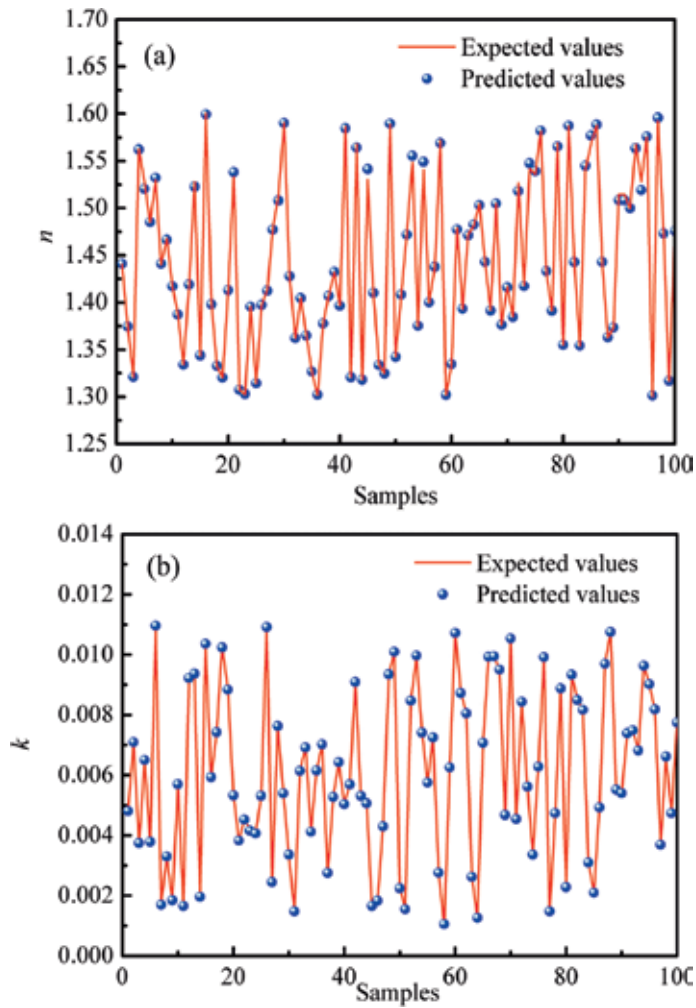 1.70
(a)
Expected values
1.65
Predicted values
1.60
1.55
1.50
n
1.45
1.40
1.35
1.30
1.25
0 20 40 60 80 100
Samples
0.014
(b)
Expected values
0.012
Predicted values
0.010
0.008
k
0.006
0.004
0.002
0.000
0 20 40 60 80 100
Samples